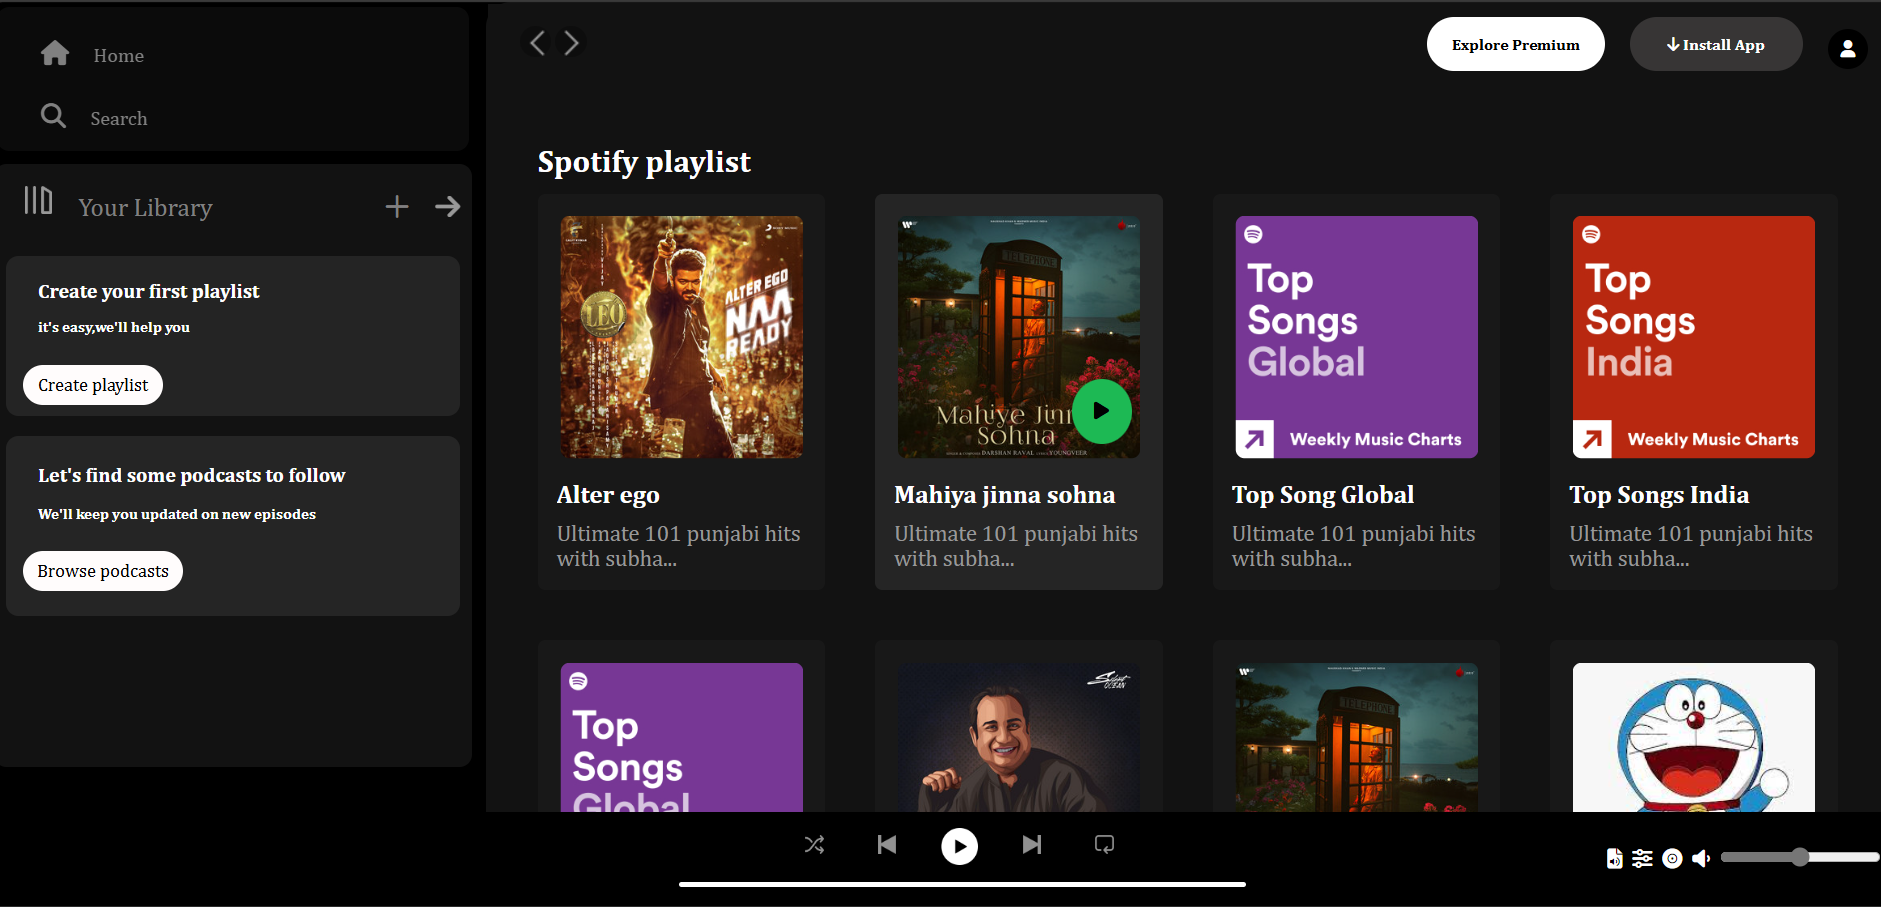 Home
Search
Your Library
Create your first playlist
it's easy,we'll help you
Create playlist
Let's find some podcasts to follow
We'll keep you updated on new episodes
Browse podcasts
Explore Premium
Install App
Spotify playlist
LEO
ALTER EGO
NAA
READY
Alter ego
Ultimate 101 punjabi hits
with subha...
TELEPHONE
Mahiye Jinn
Sohna
DARSHAN RAVAL
YOUNGVEER
Mahiya jinna sohna
Ultimate 101 punjabi hits
with subha...
Top
Songs
Global
Weekly Music Charts
Top Song Global
Ultimate 101 punjabi hits
with subha...
Top
Songs
India
Weekly Music Charts
Top Songs India
Ultimate 101 punjabi hits
with subha...
Top
Songs
Global
OCEAN
TELEPHONE